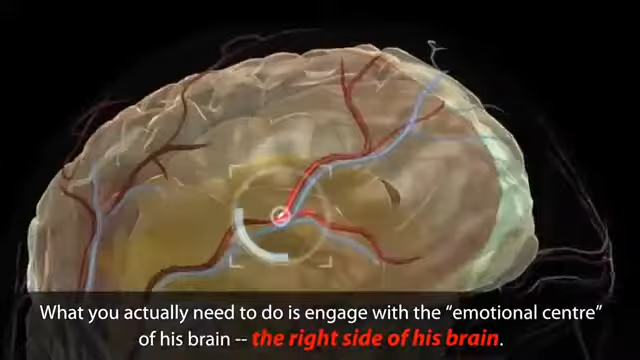 What you actually need to do is engage with the “emotional centre”
of his brain -- the right side of his brain.